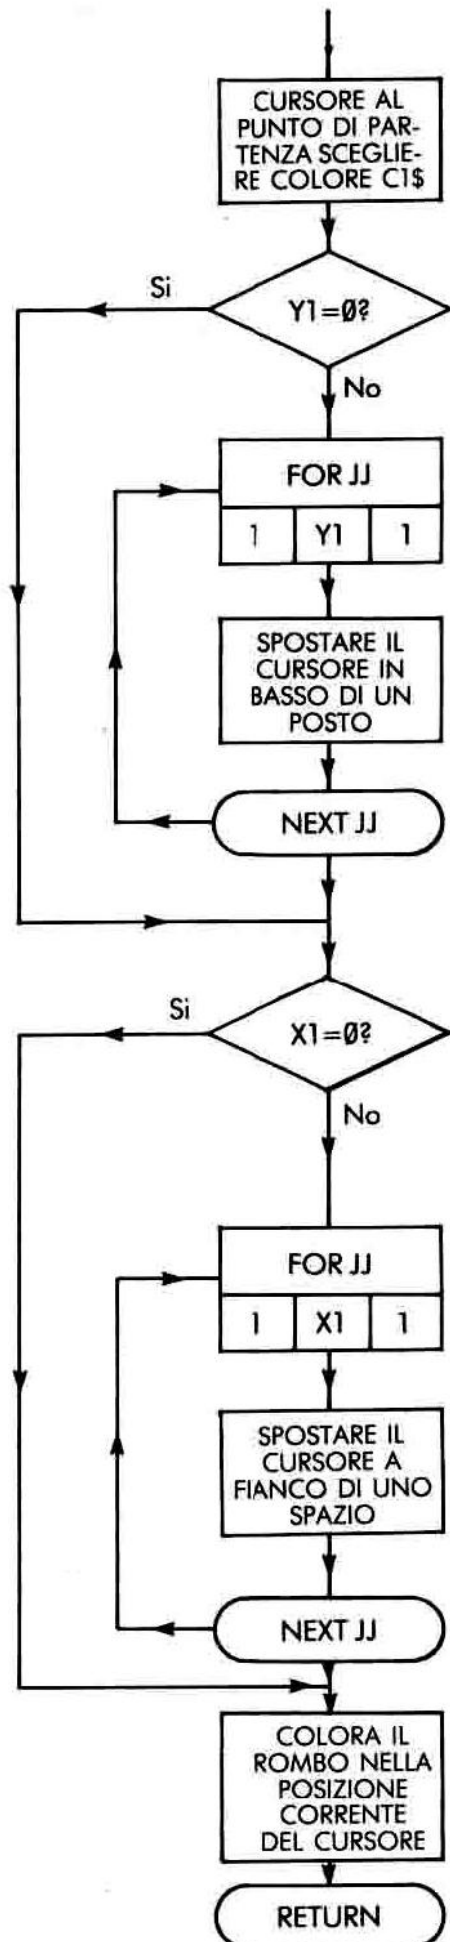 CURSORE AL
PUNTO DI PAR-
TENZA SCEGLIE-
RE COLORE C1$
Si
Y1=Ø?
No
FOR JJ
1 Y1 1
SPOSTARE IL
CURSORE IN
BASSO DI UN
POSTO
NEXT JJ
Si
X1=Ø?
No
FOR JJ
1 X1 1
SPOSTARE IL
CURSORE A
FIANCO DI UNO
SPAZIO
NEXT JJ
COLORA IL
ROMBO NELLA
POSIZIONE
CORRENTE
DEL CURSORE
RETURN